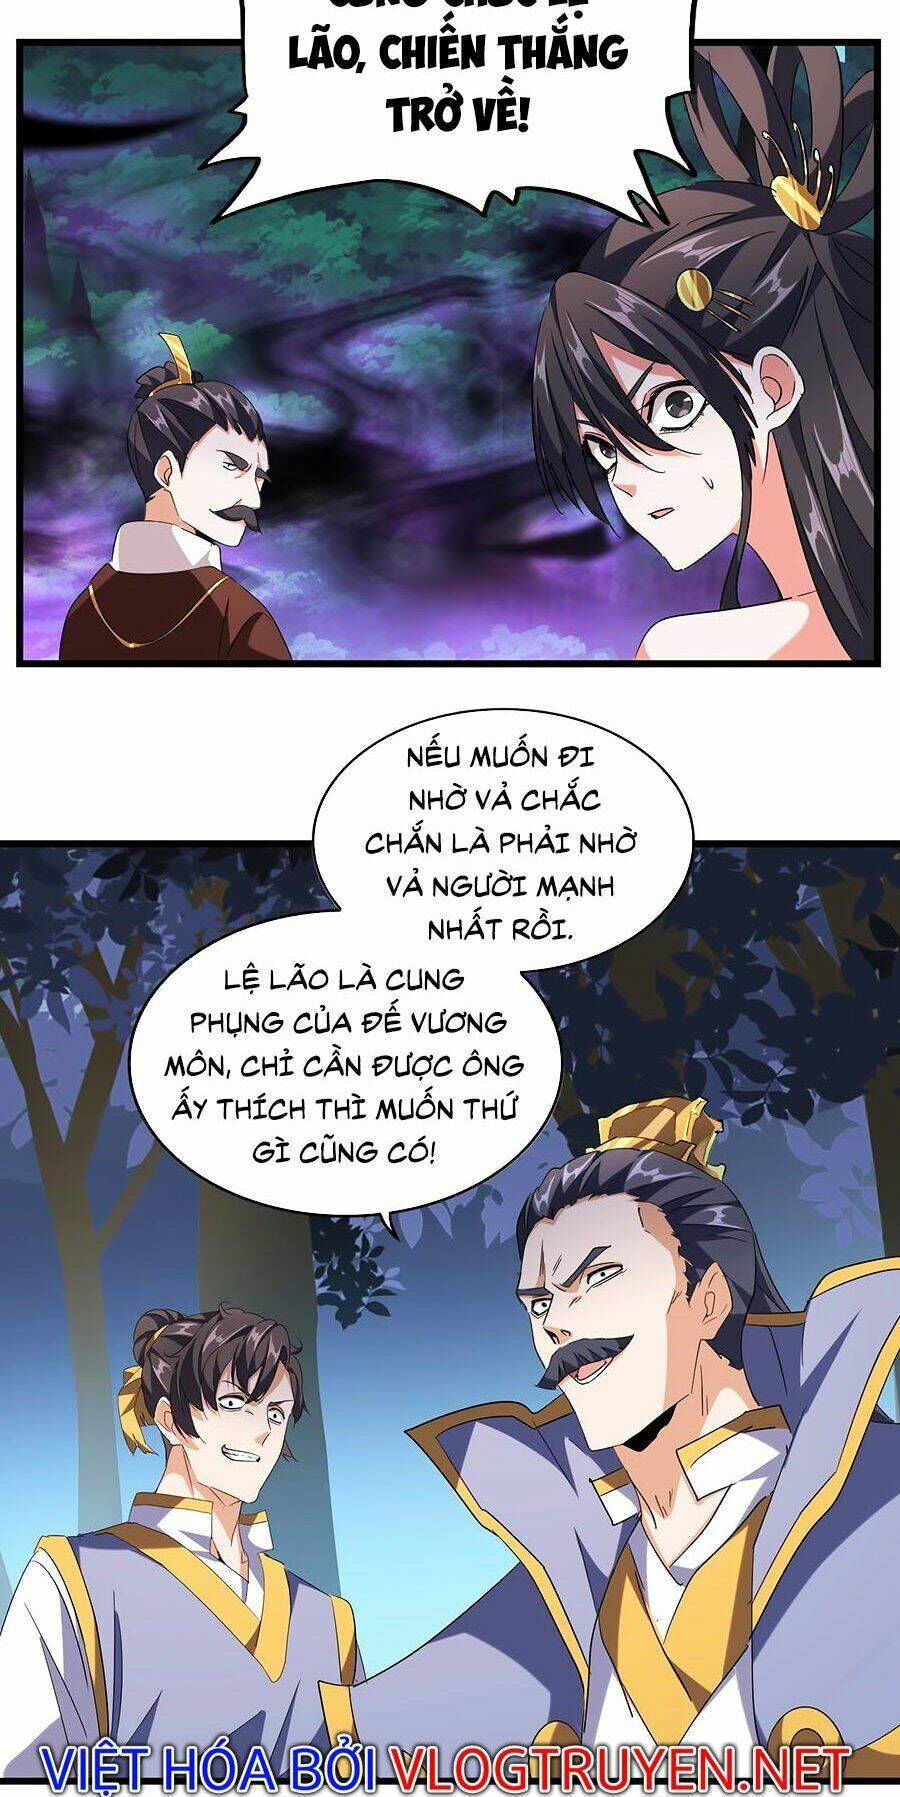 LÃO, CHIẾN THẮNG
TRỞ VỀ!
NẾU MUỐN ĐI
NHỜ VẢ CHẮC
CHẮN LÀ PHẢI NHỜ
VẢ NGƯỜI MẠNH
NHẤT RỒI.
LỆ LÃO LÀ CUNG
PHỤNG CỦA ĐẾ VƯƠNG
MÔN, CHỈ CẦN ĐƯỢC ÔNG
ẤY THÍCH THÌ MUỐN THỨ
GÌ CŨNG CÓ!
VIỆT HÓA BỞI VLOGTRUYEN.NET